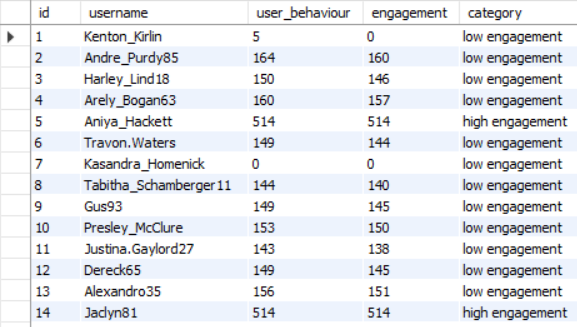 id username user_behaviour engagement category
1 Kenton_Kirlin 5 0 low engagement
2 Andre_Purdy85 164 160 low engagement
3 Harley_Lind18 150 146 low engagement
4 Arely_Bogan63 160 157 low engagement
5 Aniya_Hackett 514 514 high engagement
6 Travon.Waters 149 144 low engagement
7 Kasandra_Homenick 0 0 low engagement
8 Tabitha_Schamberger11 144 140 low engagement
9 Gus93 149 145 low engagement
10 Presley_McClure 153 150 low engagement
11 Justina.Gaylord27 143 138 low engagement
12 Dereck65 149 145 low engagement
13 Alexandro35 156 151 low engagement
14 Jaclyn81 514 514 high engagement